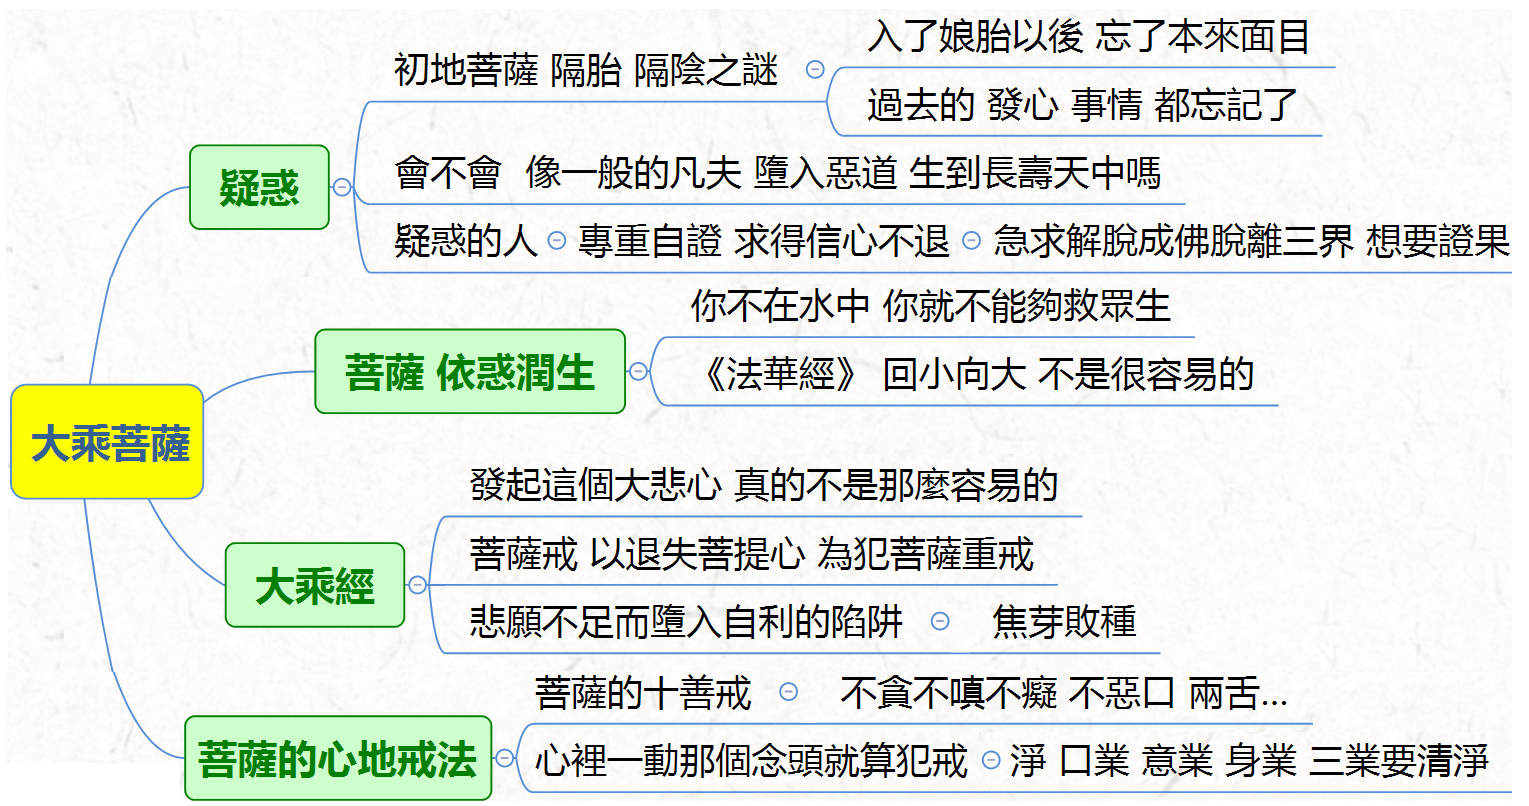 大乘菩薩
疑惑
初地菩薩 隔胎 隔陰之謎
入了娘胎以後 忘了本來面目
過去的 發心 事情 都忘記了
會不會 像一般的凡夫 墮入惡道 生到長壽天中嗎
疑惑的人
專重自證 求得信心不退
急求解脫成佛脫離三界 想要證果
菩薩 依惑潤生
你不在水中 你就不能夠救眾生
《法華經》 回小向大 不是很容易的
大乘經
發起這個大悲心 真的不是那麼容易的
菩薩戒 以退失菩提心 為犯菩薩重戒
悲願不足而墮入自利的陷阱
焦芽敗種
菩薩的心地戒法
菩薩的十善戒
不貪不嗔不癡 不惡口 兩舌...
心裡一動那個念頭就算犯戒
淨 口業 意業 身業 三業要清淨